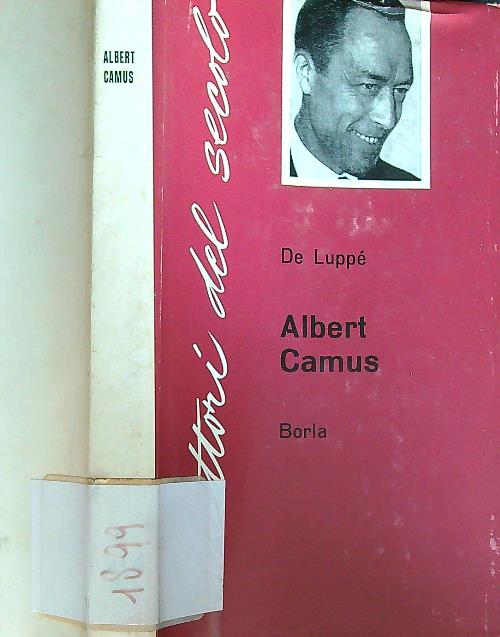 ALBERT
CAMUS
ttori del secolo
De Luppé
Albert
Camus
Borla
1899